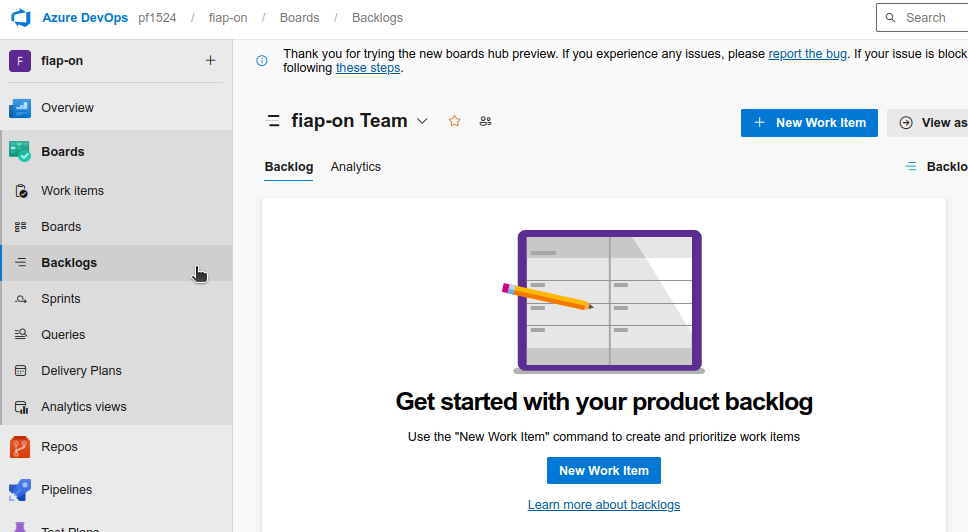 Azure DevOps pf1524 / fiap-on / Boards / Backlogs
Search
F fiap-on +
Overview
Boards
Work items
Boards
Backlogs
Sprints
Queries
Delivery Plans
Analytics views
Repos
Pipelines
Test Plans
Thank you for trying the new boards hub preview. If you experience any issues, please report the bug. If your issue is block
following these steps.
fiap-on Team
+ New Work Item
View as
Backlog Analytics
Backlo
Get started with your product backlog
Use the "New Work Item" command to create and prioritize work items
New Work Item
Learn more about backlogs